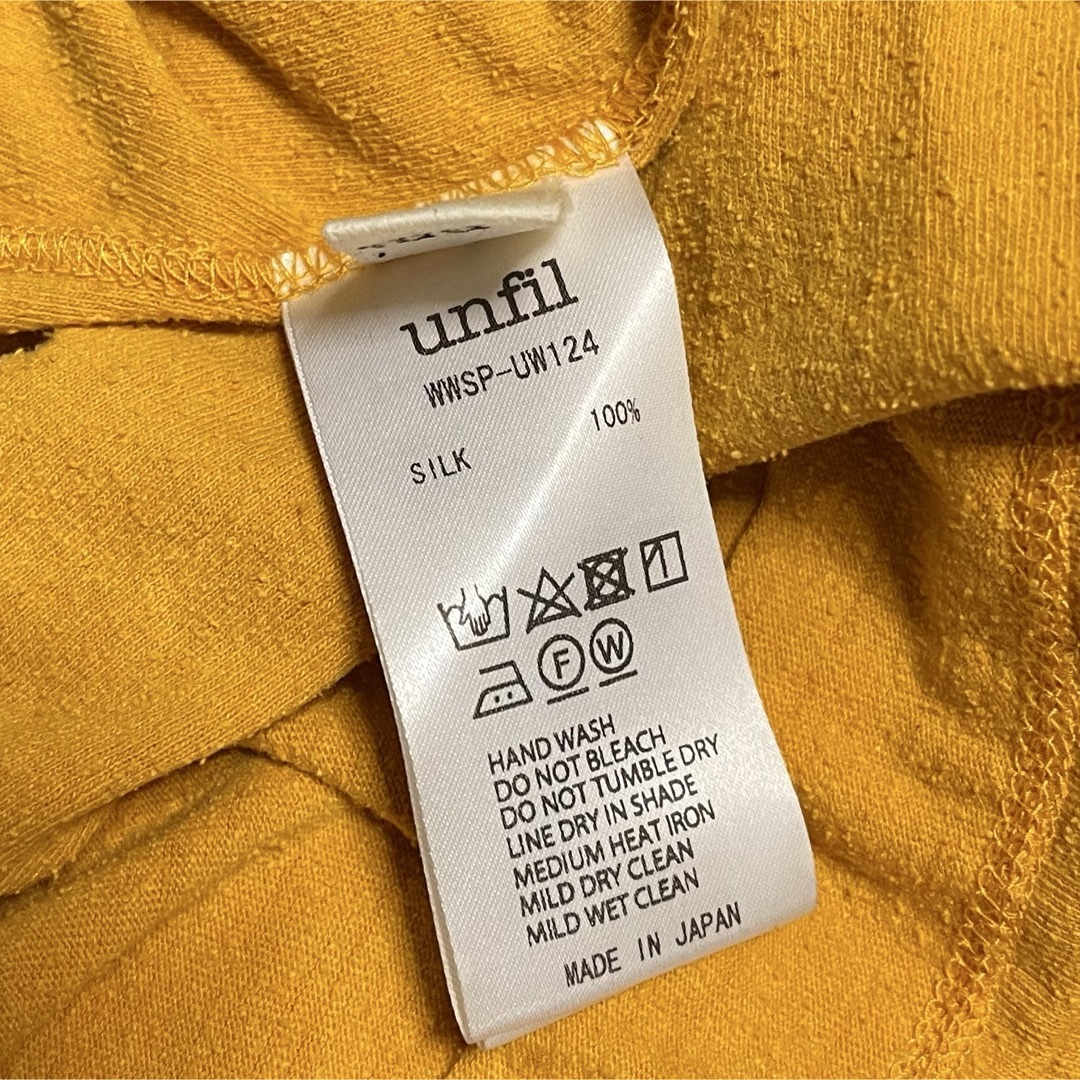 unfil
WWSP-UW124
SILK 100%
F W
HAND WASH
DO NOT BLEACH
DO NOT TUMBLE DRY
LINE DRY IN SHADE
MEDIUM HEAT IRON
MILD DRY CLEAN
MILD WET CLEAN
MADE IN JAPAN